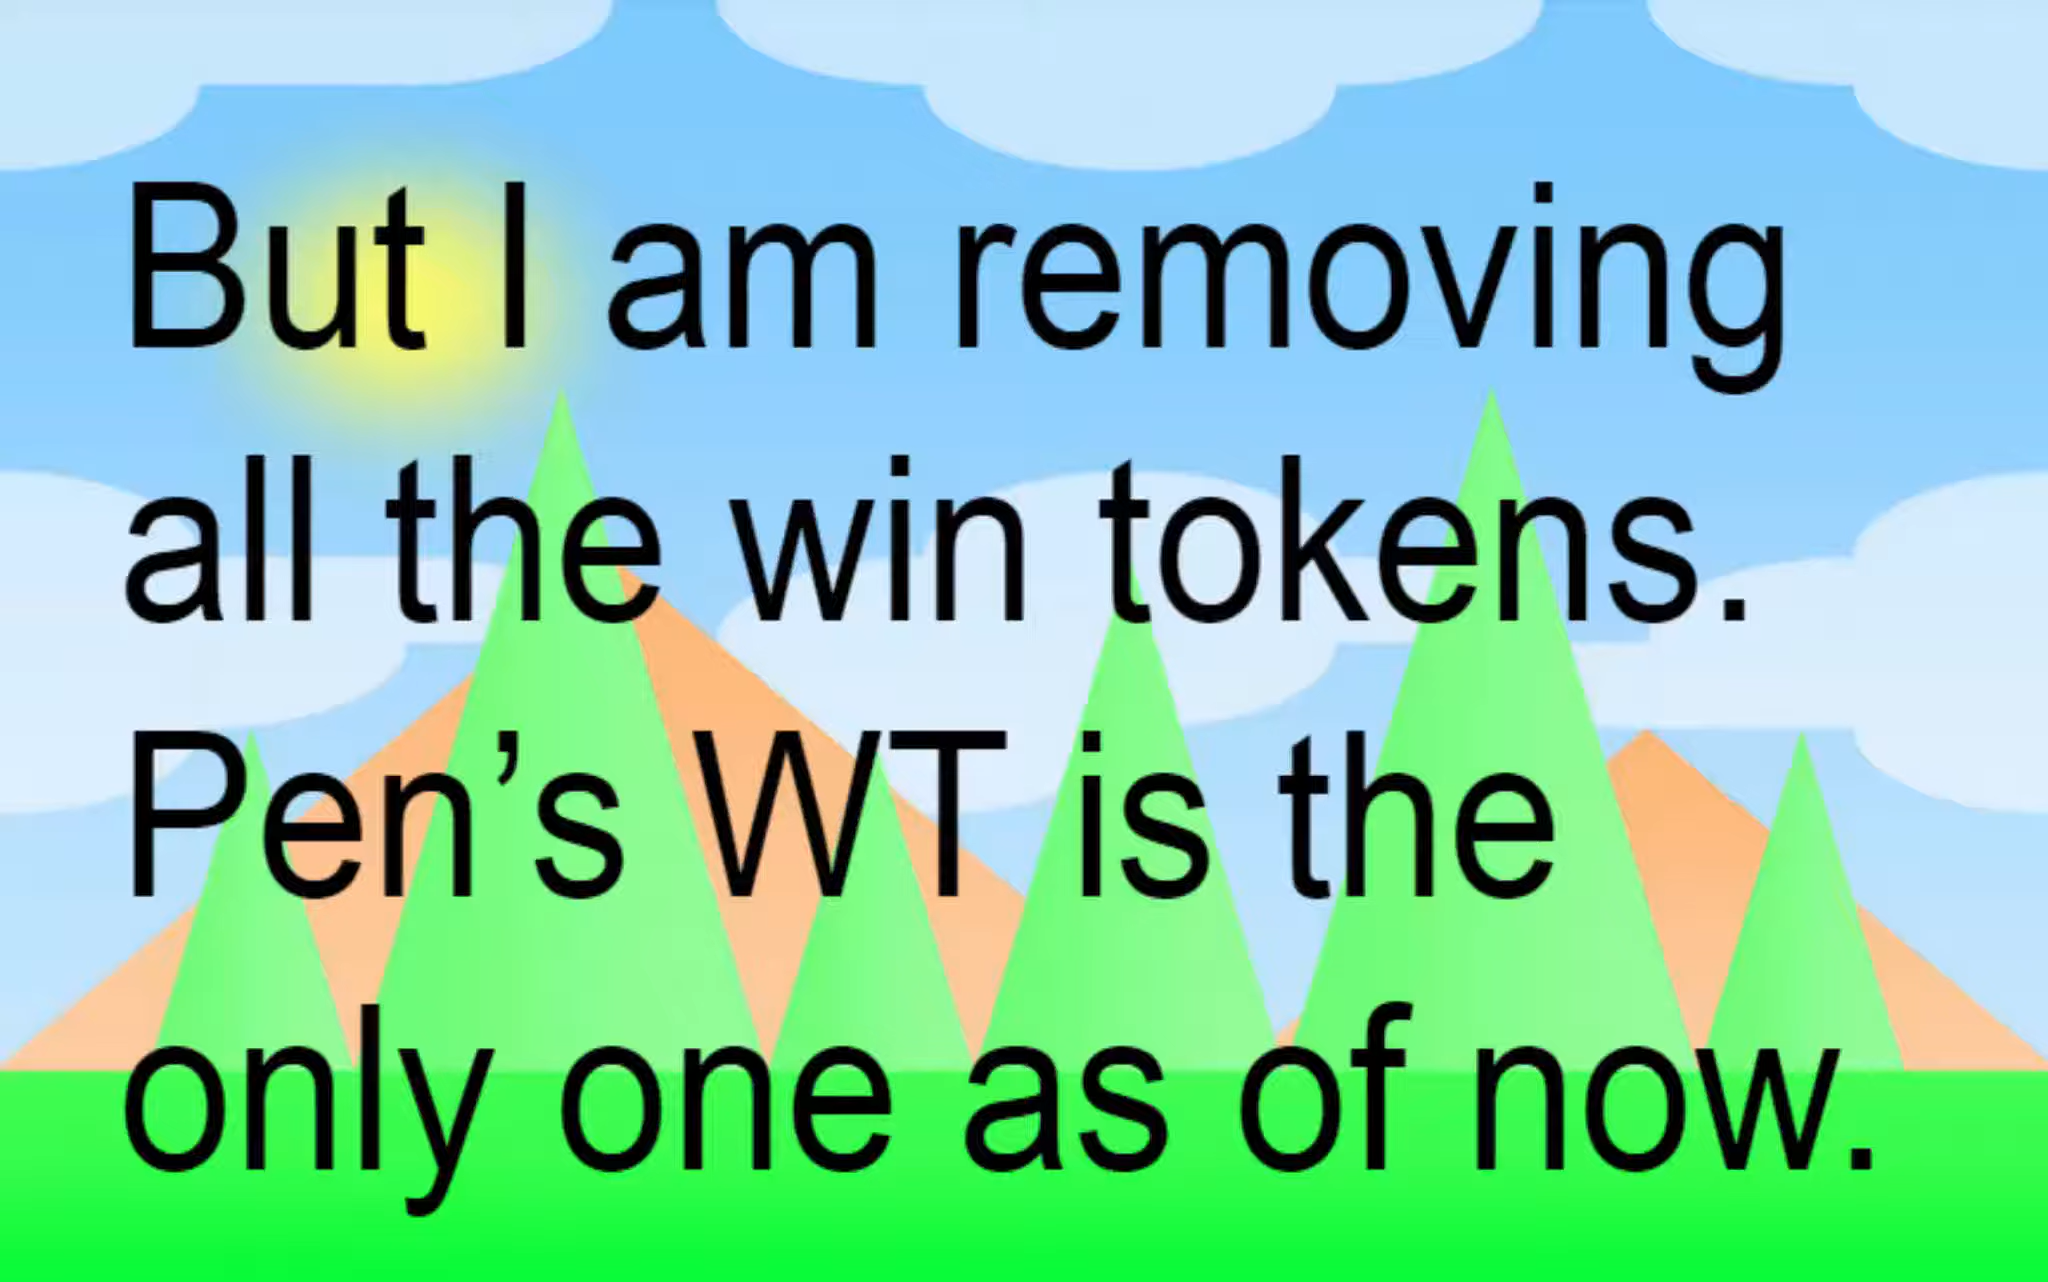 But I am removing
all the win tokens.
Pen’s WT is the
only one as of now.